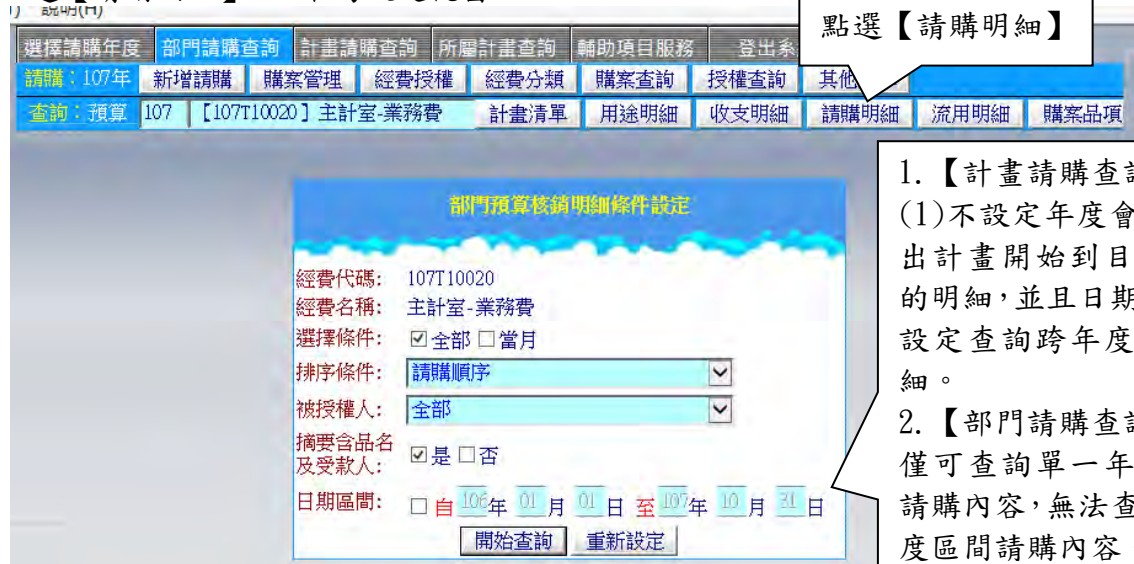 說明(H)
點選【請購明細】
選擇請購年度 部門請購查詢 計畫請購查詢 所屬計畫查詢 輔助項目服務 登出系
請購：107年 新增請購 購案管理 經費授權 經費分類 購案查詢 授權查詢 其他
查詢：預算 107 【107T10020】主計室-業務費 計畫清單 用途明細 收支明細 請購明細 流用明細 購案品項
部門預算核銷明細條件設定
經費代碼: 107T10020
經費名稱: 主計室-業務費
選擇條件: 全部 當月
排序條件: 請購順序
被授權人: 全部
摘要含品名
及受款人: 是 否
日期區間: 自 106年 01 月 01 日 至 107年 10 月 31 日
開始查詢 重新設定
1.【計畫請購查
(1)不設定年度會
出計畫開始到目
的明細，並且日期
設定查詢跨年度
細。
2.【部門請購查
僅可查詢單一年
請購內容，無法查
度區間請購內容